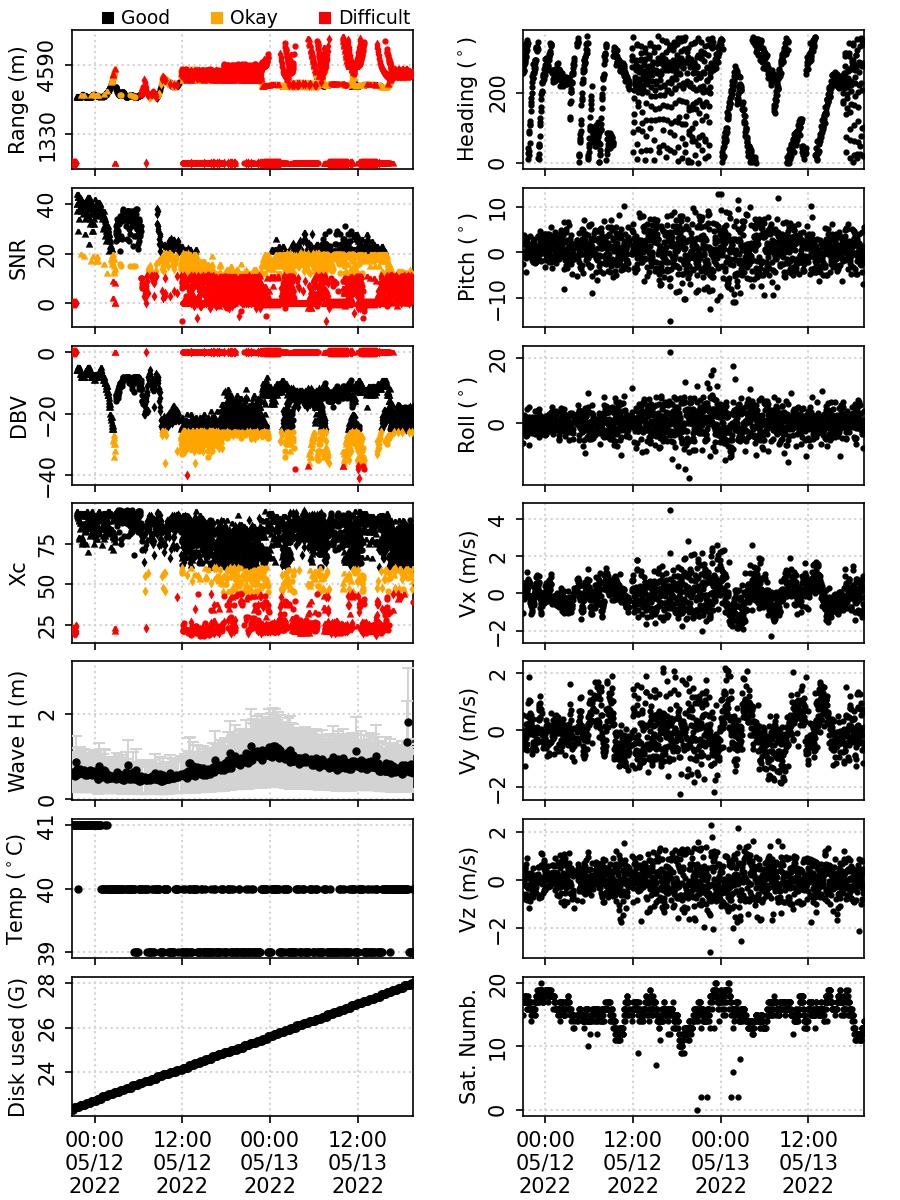 Good Okay Difficult
Range (m)
4590
1330
Heading (°)
200
0
SNR
40
20
0
Pitch (°)
10
0
−10
DBV
0
−20
−40
Roll (°)
20
0
Xc
75
50
25
Vx (m/s)
4
2
0
−2
Wave H (m)
2
0
Vy (m/s)
2
0
−2
Temp (°C)
41
40
39
Vz (m/s)
2
0
−2
Disk used (G)
28
26
24
Sat. Numb.
20
10
0
00:00 12:00 00:00 12:00
05/12 05/12 05/13 05/13
2022 2022 2022 2022
00:00 12:00 00:00 12:00
05/12 05/12 05/13 05/13
2022 2022 2022 2022